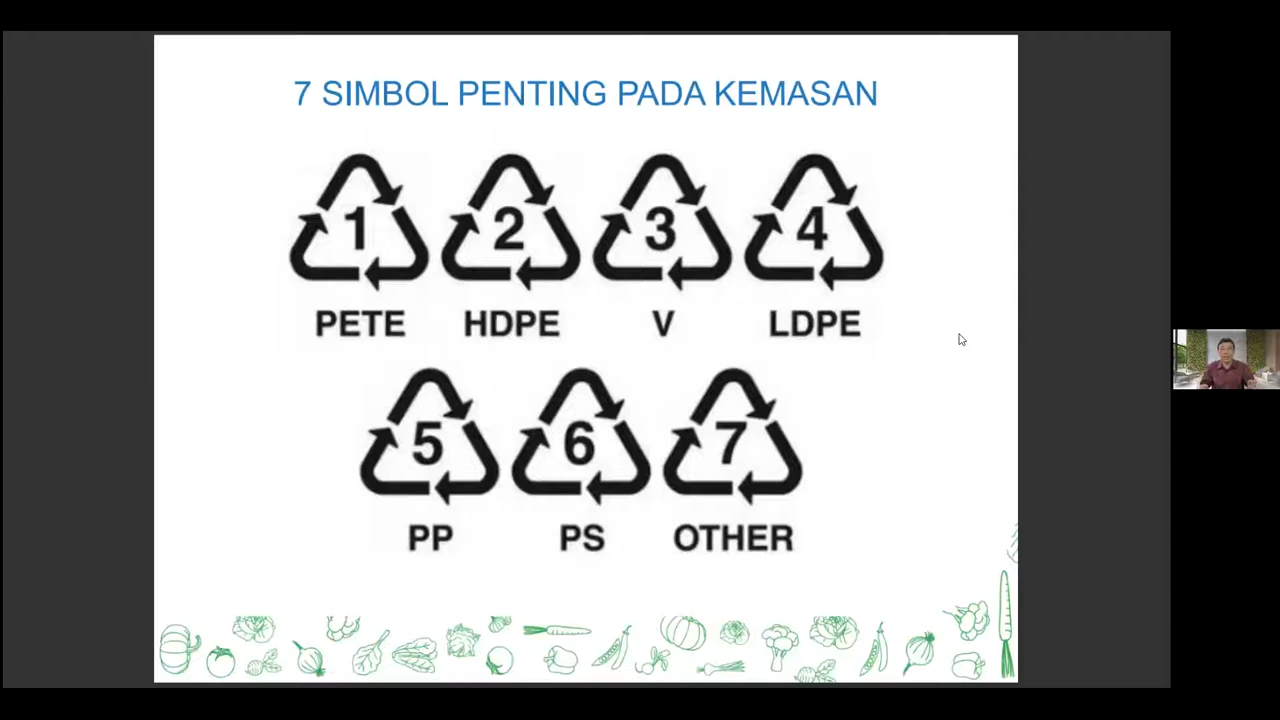 7 SIMBOL PENTING PADA KEMASAN
1 2 3 4
PETE HDPE V LDPE
5 6 7
PP PS OTHER